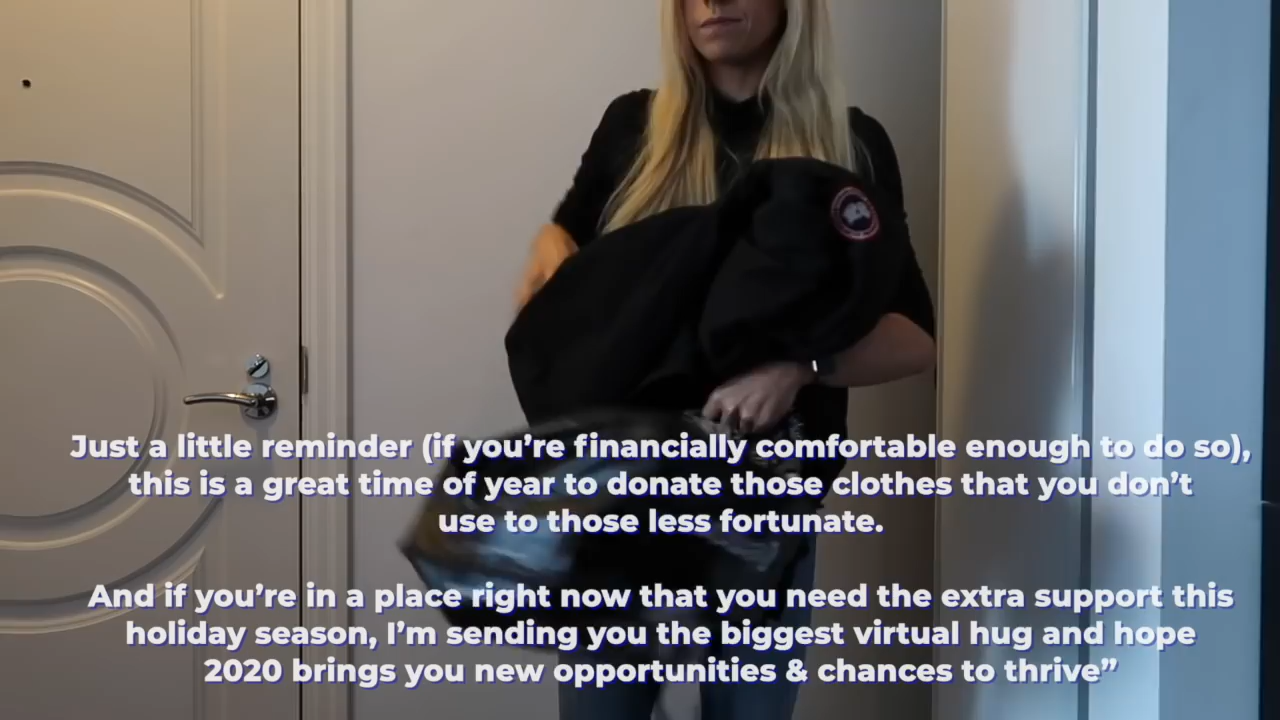 Just a little reminder (if you’re financially comfortable enough to do so),
this is a great time of year to donate those clothes that you don’t
use to those less fortunate.
And if you’re in a place right now that you need the extra support this
holiday season, I’m sending you the biggest virtual hug and hope
2020 brings you new opportunities & chances to thrive”